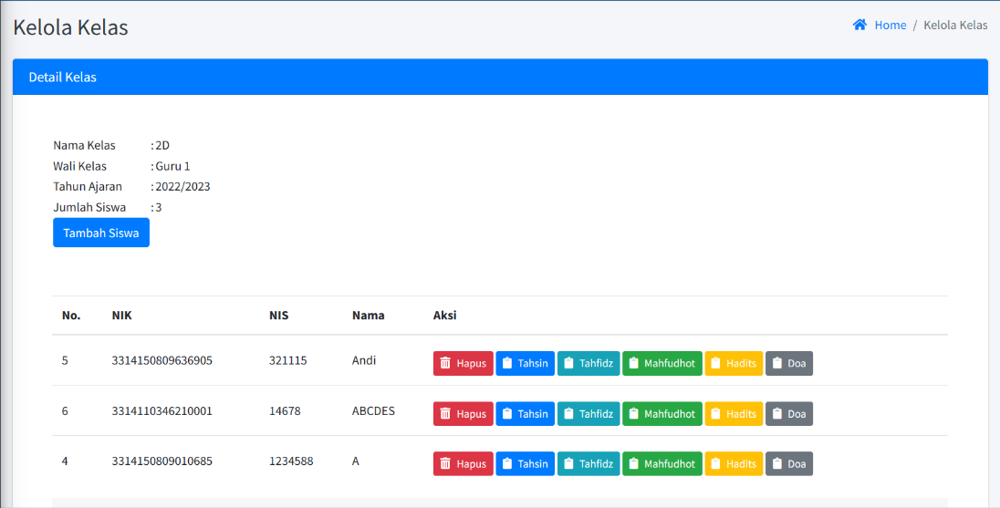 Kelola Kelas
Home / Kelola Kelas
Detail Kelas
Nama Kelas : 2D
Wali Kelas : Guru 1
Tahun Ajaran : 2022/2023
Jumlah Siswa : 3
Tambah Siswa
No. NIK NIS Nama Aksi
5 3314150809636905 321115 Andi Hapus Tahsin Tahfidz Mahfudhot Hadits Doa
6 3314110346210001 14678 ABCDES Hapus Tahsin Tahfidz Mahfudhot Hadits Doa
4 3314150809010685 1234588 A Hapus Tahsin Tahfidz Mahfudhot Hadits Doa